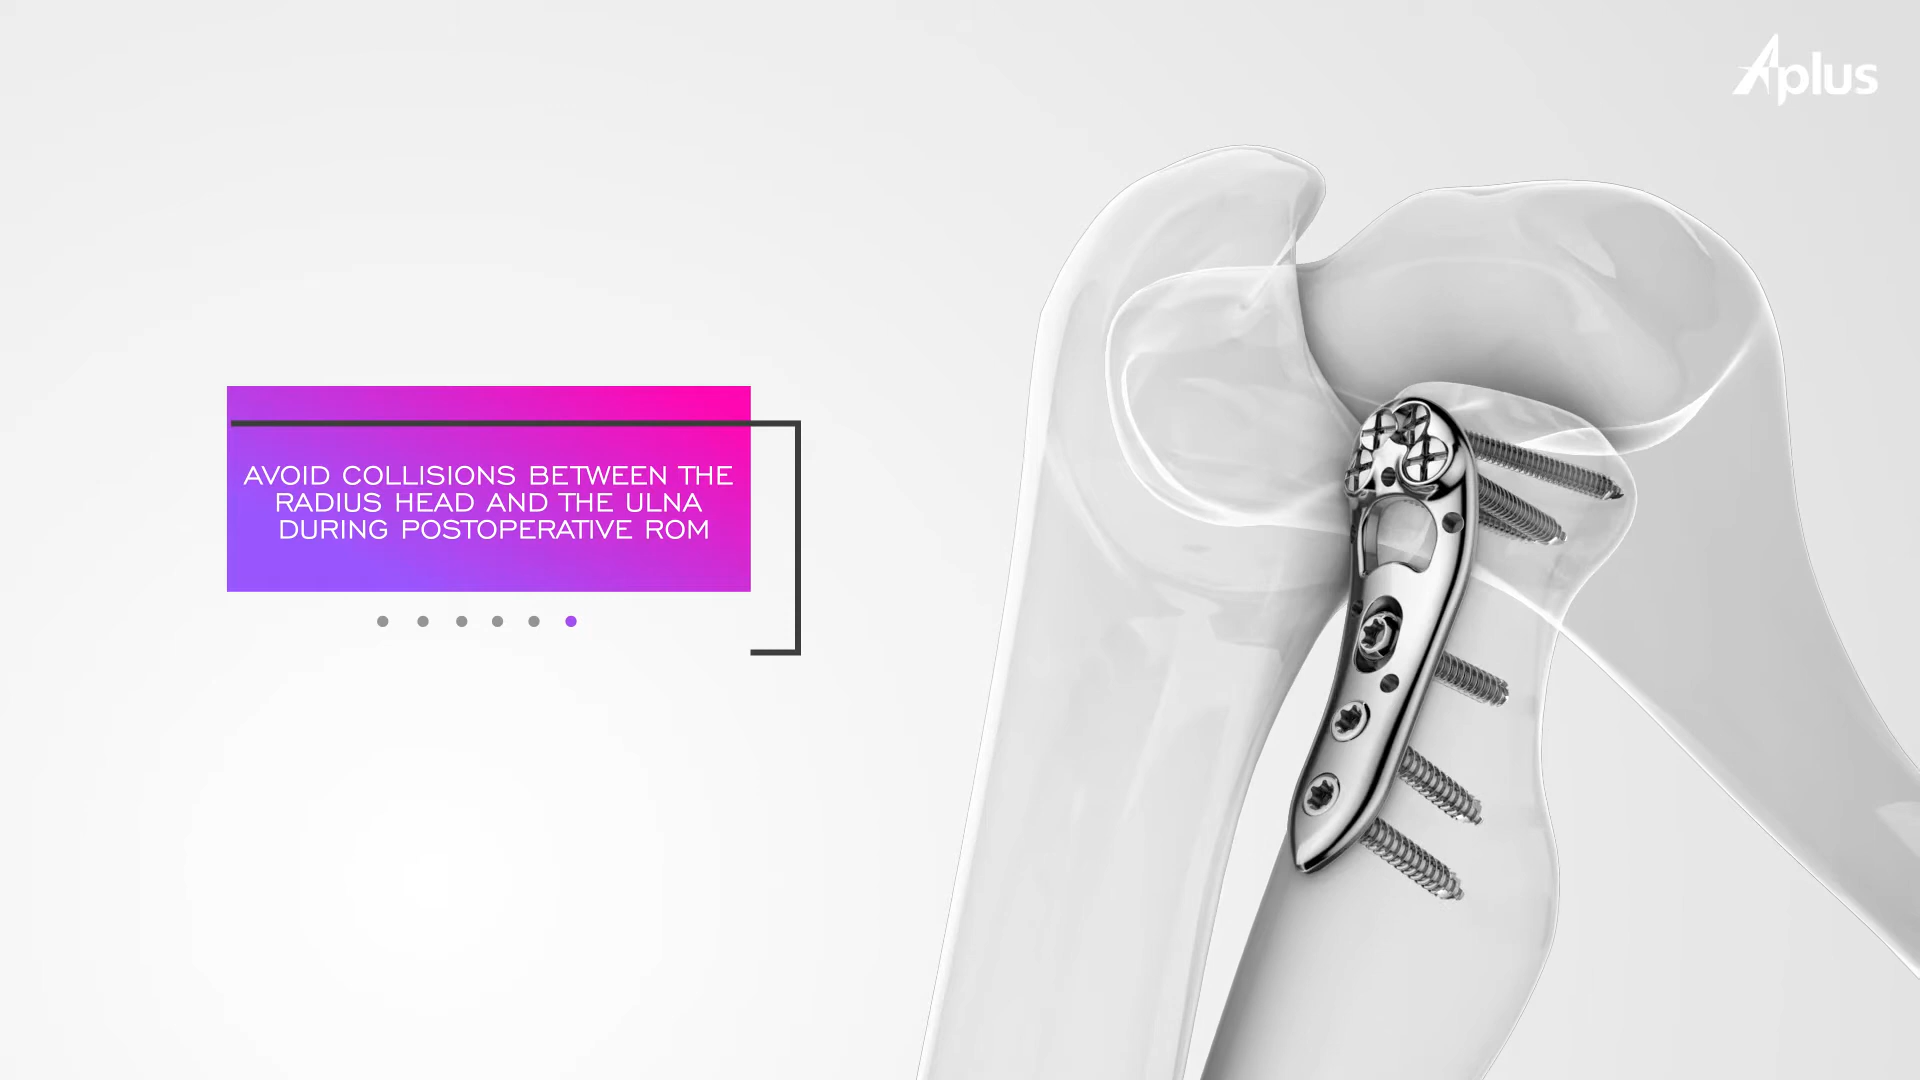 Aplus
AVOID COLLISIONS BETWEEN THE
RADIUS HEAD AND THE ULNA
DURING POSTOPERATIVE ROM